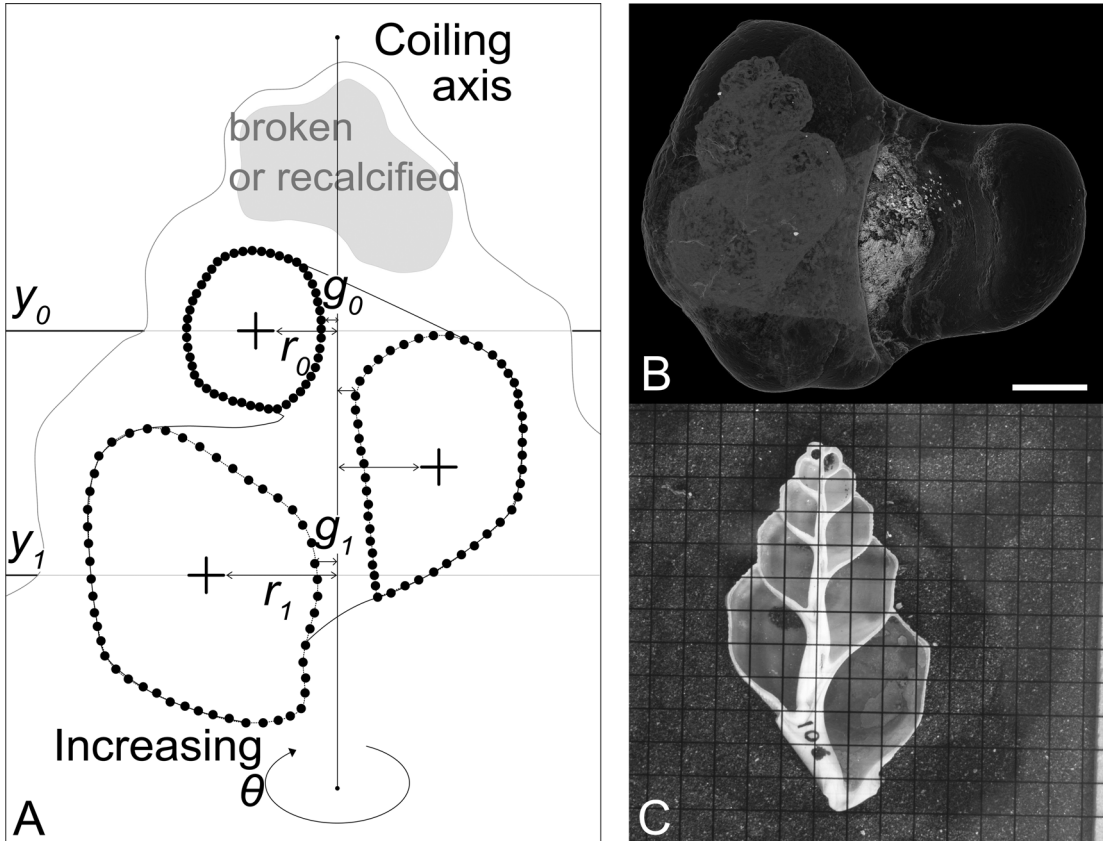 Coiling
axis
broken
or recalcified
y0
g0
r0
y1
g1
r1
Increasing
θ
A
B
10
C